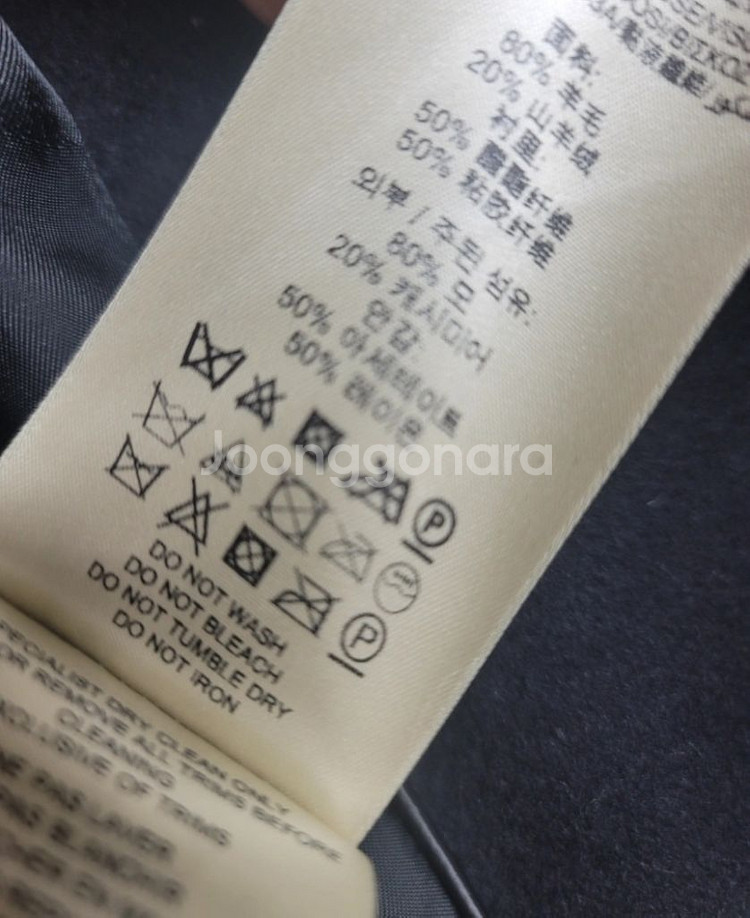 面料:
80% 羊毛
20% 山羊绒
衬里:
50% 醋酯纤维
50% 粘胶纤维
외부 / 주된 섬유:
80% 모
20% 캐시미어
안감:
50% 아세테이트
50% 레이온
P
P
DO NOT WASH
DO NOT BLEACH
DO NOT TUMBLE DRY
DO NOT IRON
SPECIALIST DRY CLEAN ONLY
OR REMOVE ALL TRIMS BEFORE
CLEANING
EXCLUSIVE OF TRIMS
Joonggonara